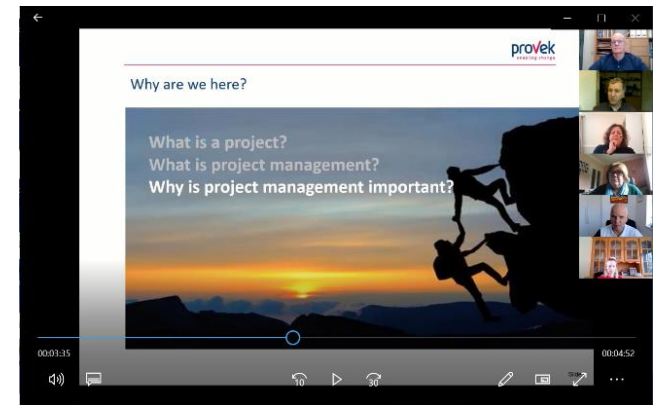 provek
enabling change
Why are we here?
What is a project?
What is project management?
Why is project management important?
00:03:35
00:04:52
10
30